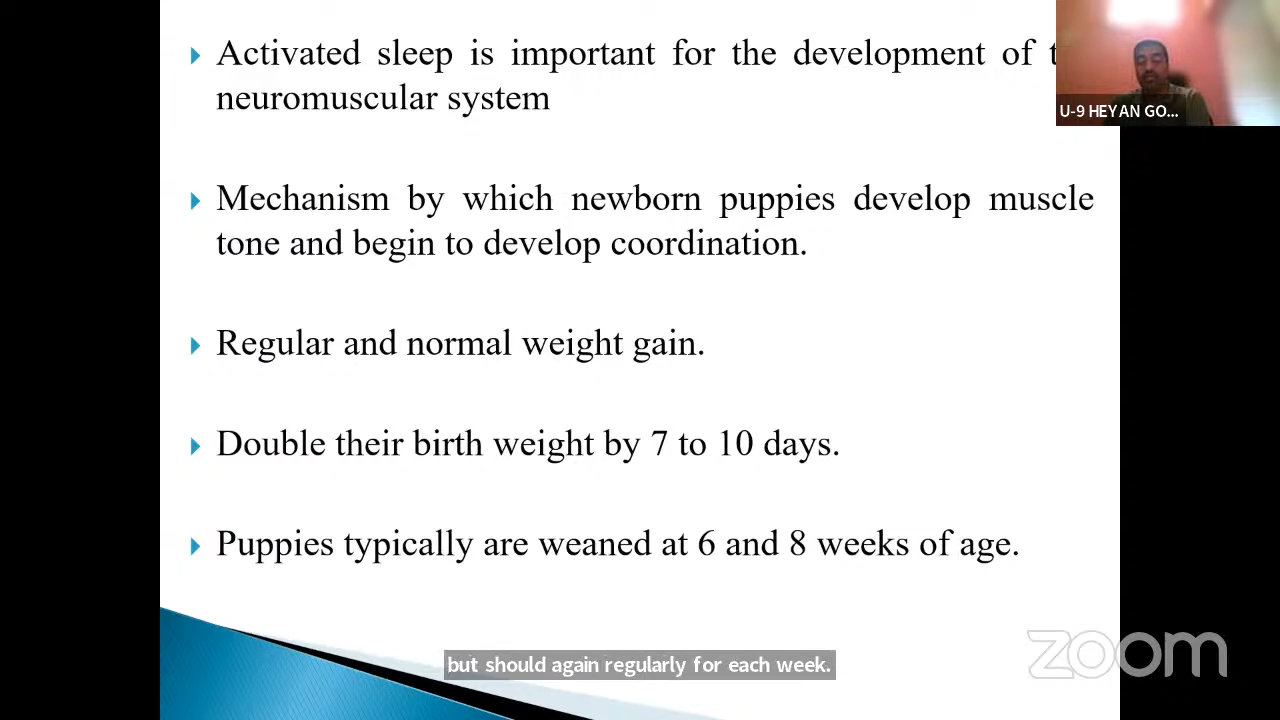 Activated sleep is important for the development of
neuromuscular system
U-9 HEYAN GO...
Mechanism by which newborn puppies develop muscle
tone and begin to develop coordination.
Regular and normal weight gain.
Double their birth weight by 7 to 10 days.
Puppies typically are weaned at 6 and 8 weeks of age.
but should again regularly for each week.
zoom